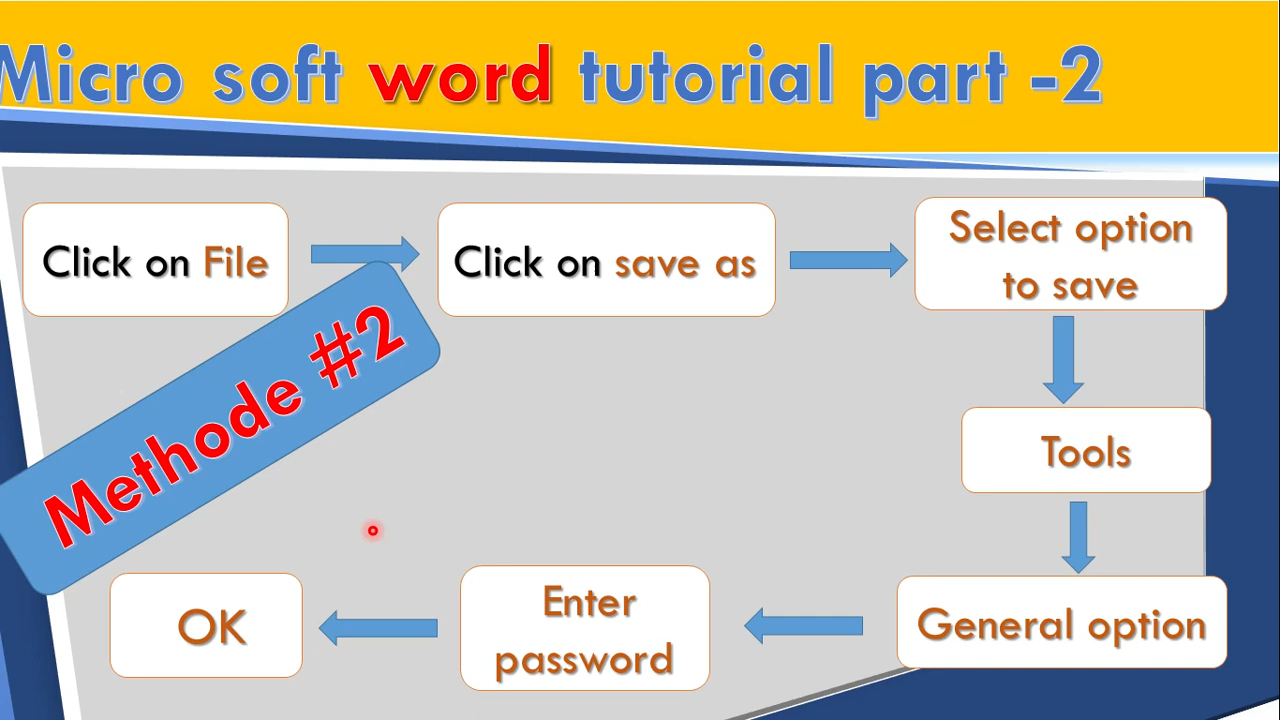 Micro soft word tutorial part -2
Click on File
Click on save as
Select option
to save
Methode #2
Tools
General option
Enter
password
OK